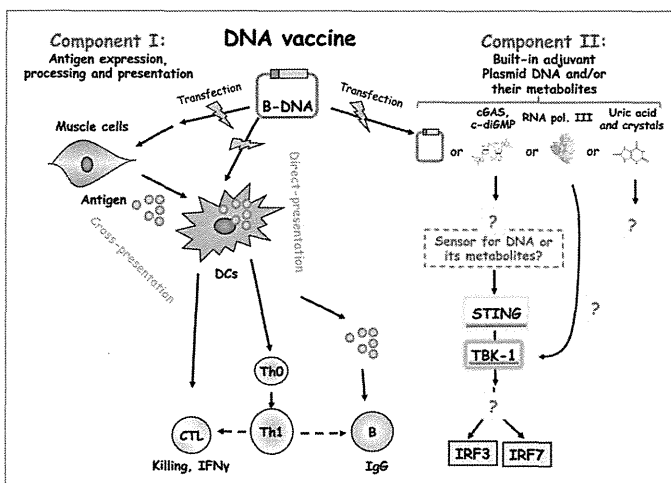 DNA vaccine
Component I:
Antigen expression,
processing and presentation
Component II:
Built-in adjuvant
Plasmid DNA and/or
their metabolites
Transfection
B-DNA
Transfection
Muscle cells
Antigen
Cross-presentation
Direct-presentation
DCs
Th0
CTL
Th1
B
Killing, IFNγ
IgG
or
cGAS,
c-diGMP
or
RNA pol. III
or
Uric acid
and crystals
?
?
Sensor for DNA or
its metabolites?
STING
?
TBK-1
?
IRF3
IRF7